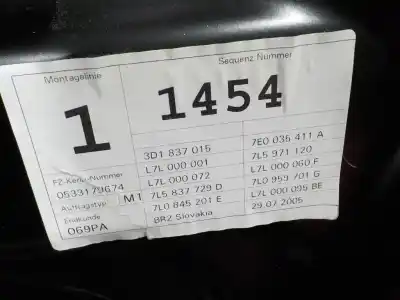 Montagelinie
Sequenz Nummer
1
1454
FZ-Kenn-Nummer
0533179674
Auftragstyp M1
Endkunde
069PA
3D1 837 015
L7L 000 001
L7L 000 072
7L5 837 729 D
7L0 845 201 E
BRZ Slovakia
7E0 035 411 A
7L5 971 120
L7L 000 060 F
7L0 959 701 G
L7L 000 095 BE
29.07.2005